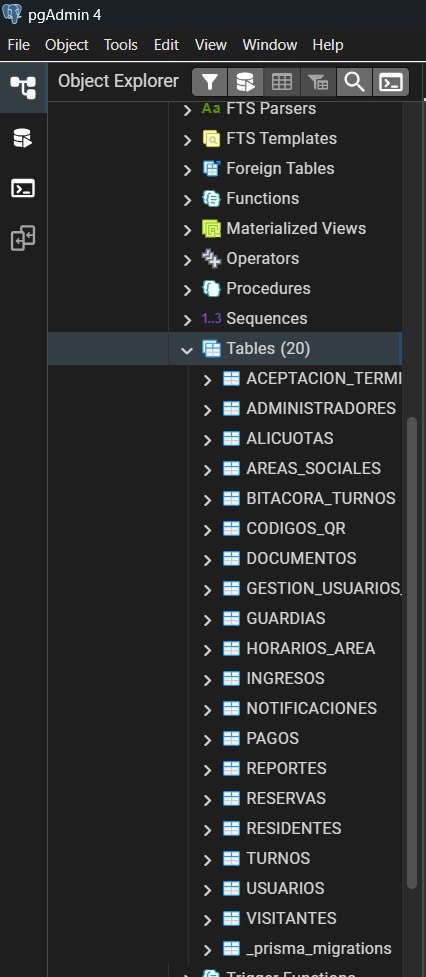 pgAdmin 4
File Object Tools Edit View Window Help
Object Explorer
Aa FTS Parsers
FTS Templates
Foreign Tables
Functions
Materialized Views
Operators
Procedures
1..3 Sequences
Tables (20)
ACEPTACION_TERMI
ADMINISTRADORES
ALICUOTAS
AREAS_SOCIALES
BITACORA_TURNOS
CODIGOS_QR
DOCUMENTOS
GESTION_USUARIOS_
GUARDIAS
HORARIOS_AREA
INGRESOS
NOTIFICACIONES
PAGOS
REPORTES
RESERVAS
RESIDENTES
TURNOS
USUARIOS
VISITANTES
_prisma_migrations
Trigger Functions